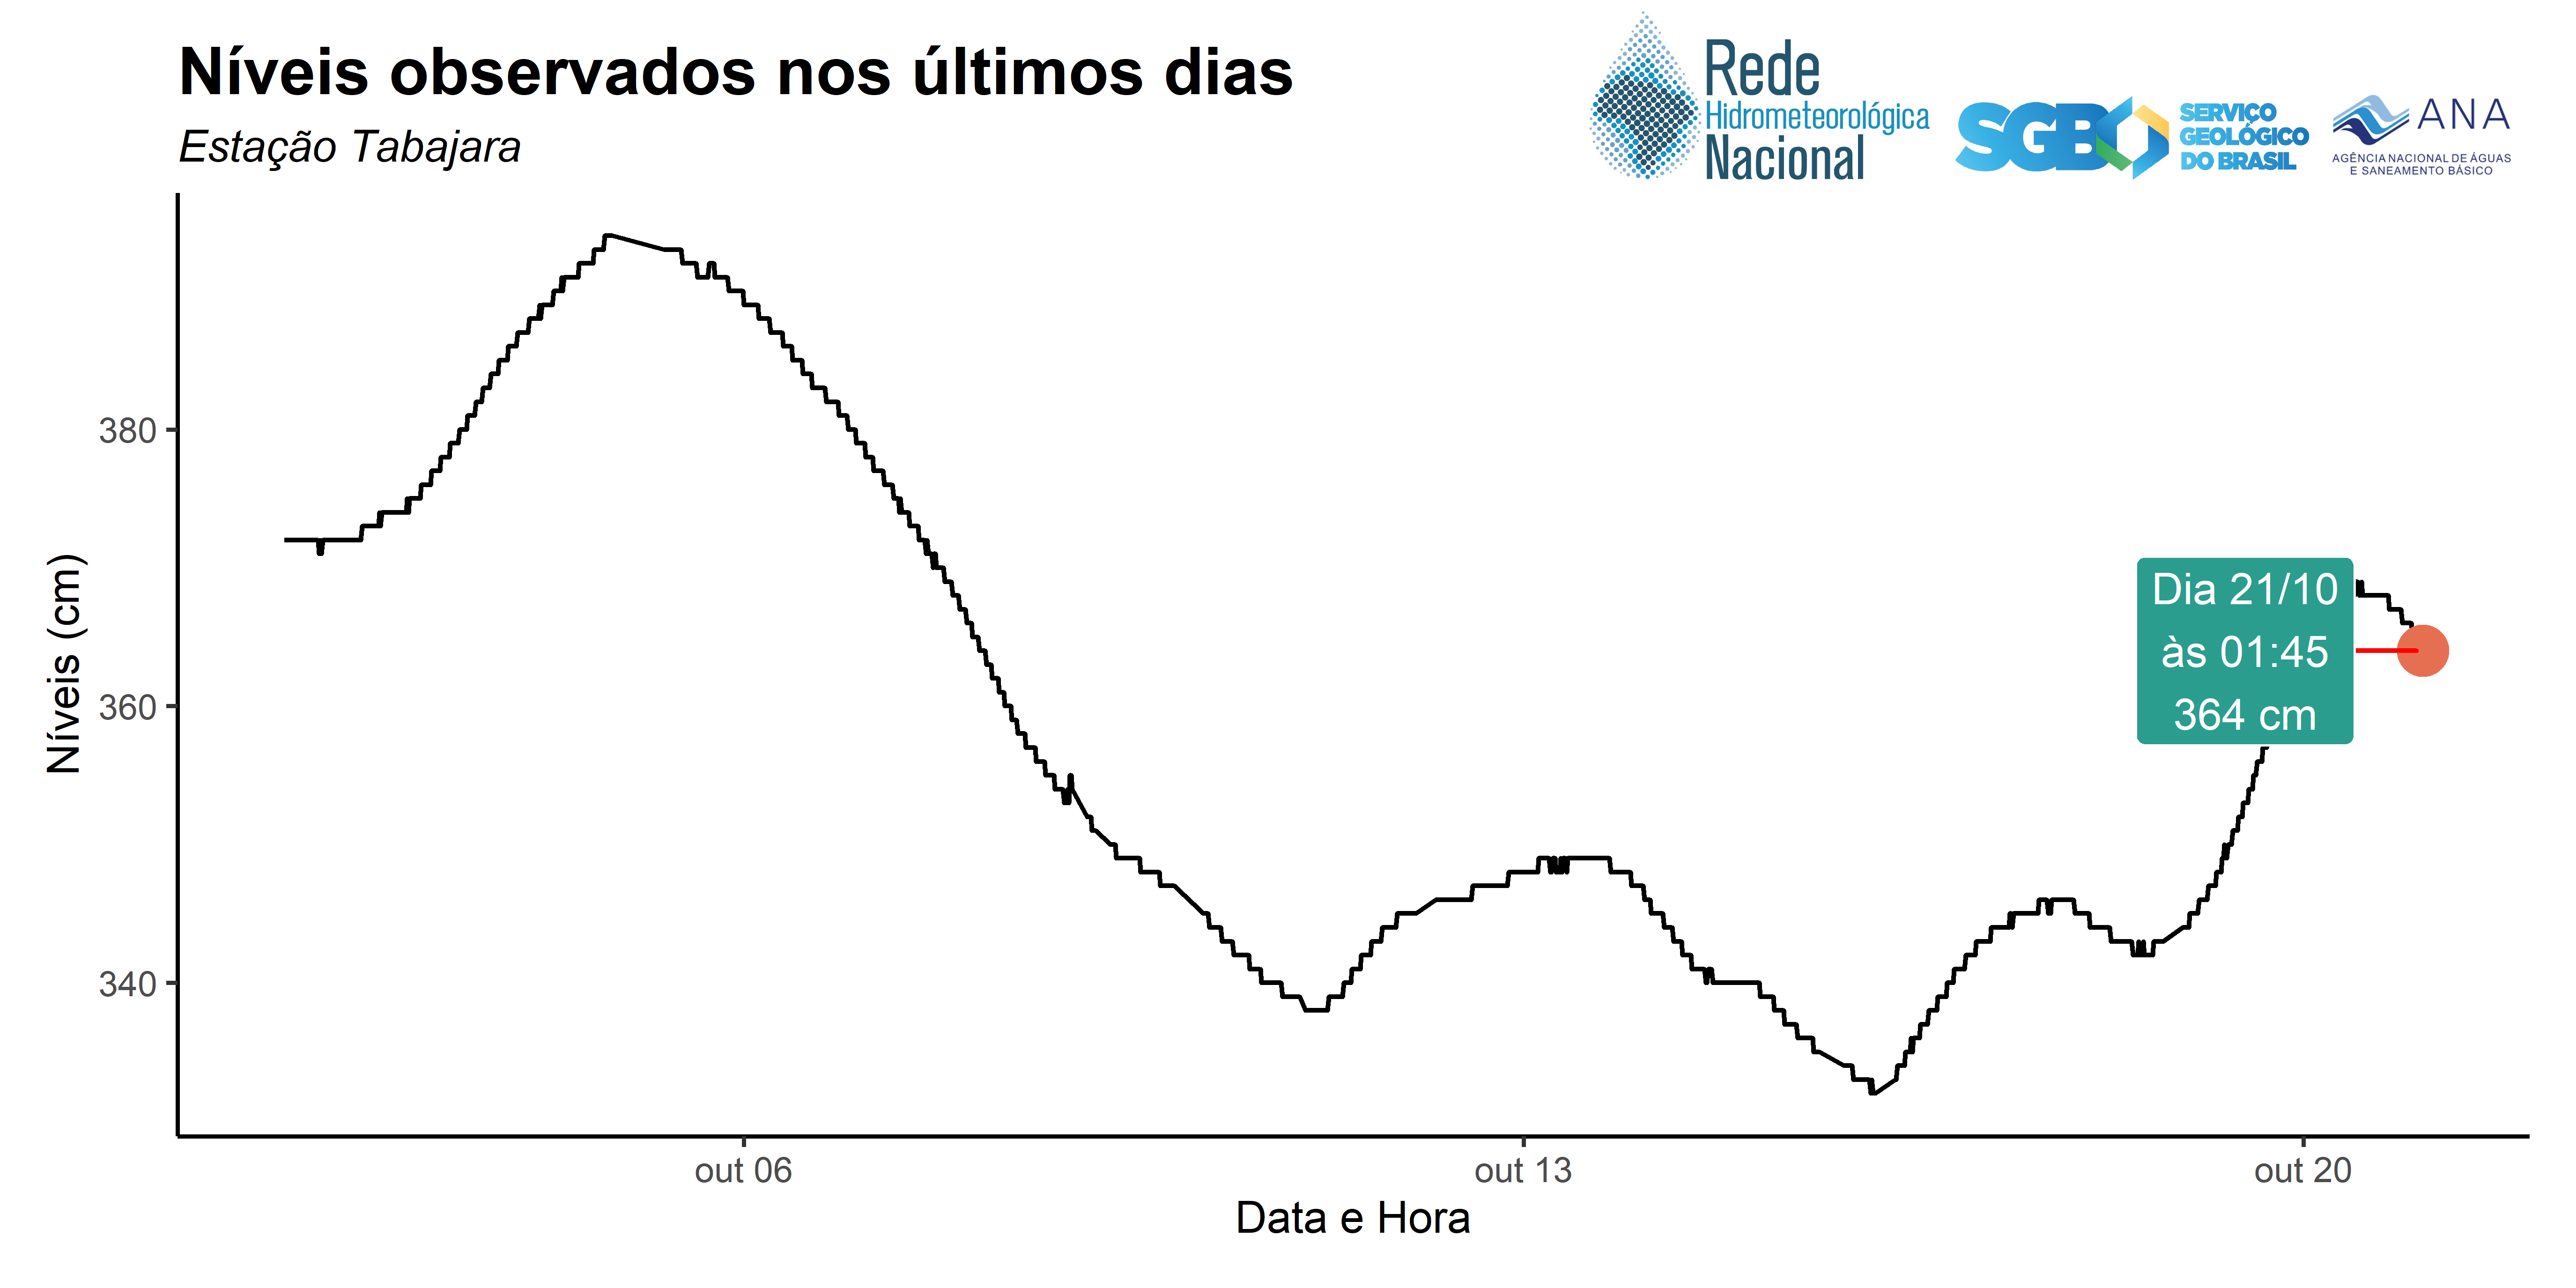 Níveis observados nos últimos dias
Estação Tabajara
Rede
Hidrometeorológica
Nacional
SGB
SERVIÇO
GEOLÓGICO
DO BRASIL
ANA
AGÊNCIA NACIONAL DE ÁGUAS
E SANEAMENTO BÁSICO
Níveis (cm)
380
360
340
Dia 21/10
às 01:45
364 cm
out 06
out 13
out 20
Data e Hora